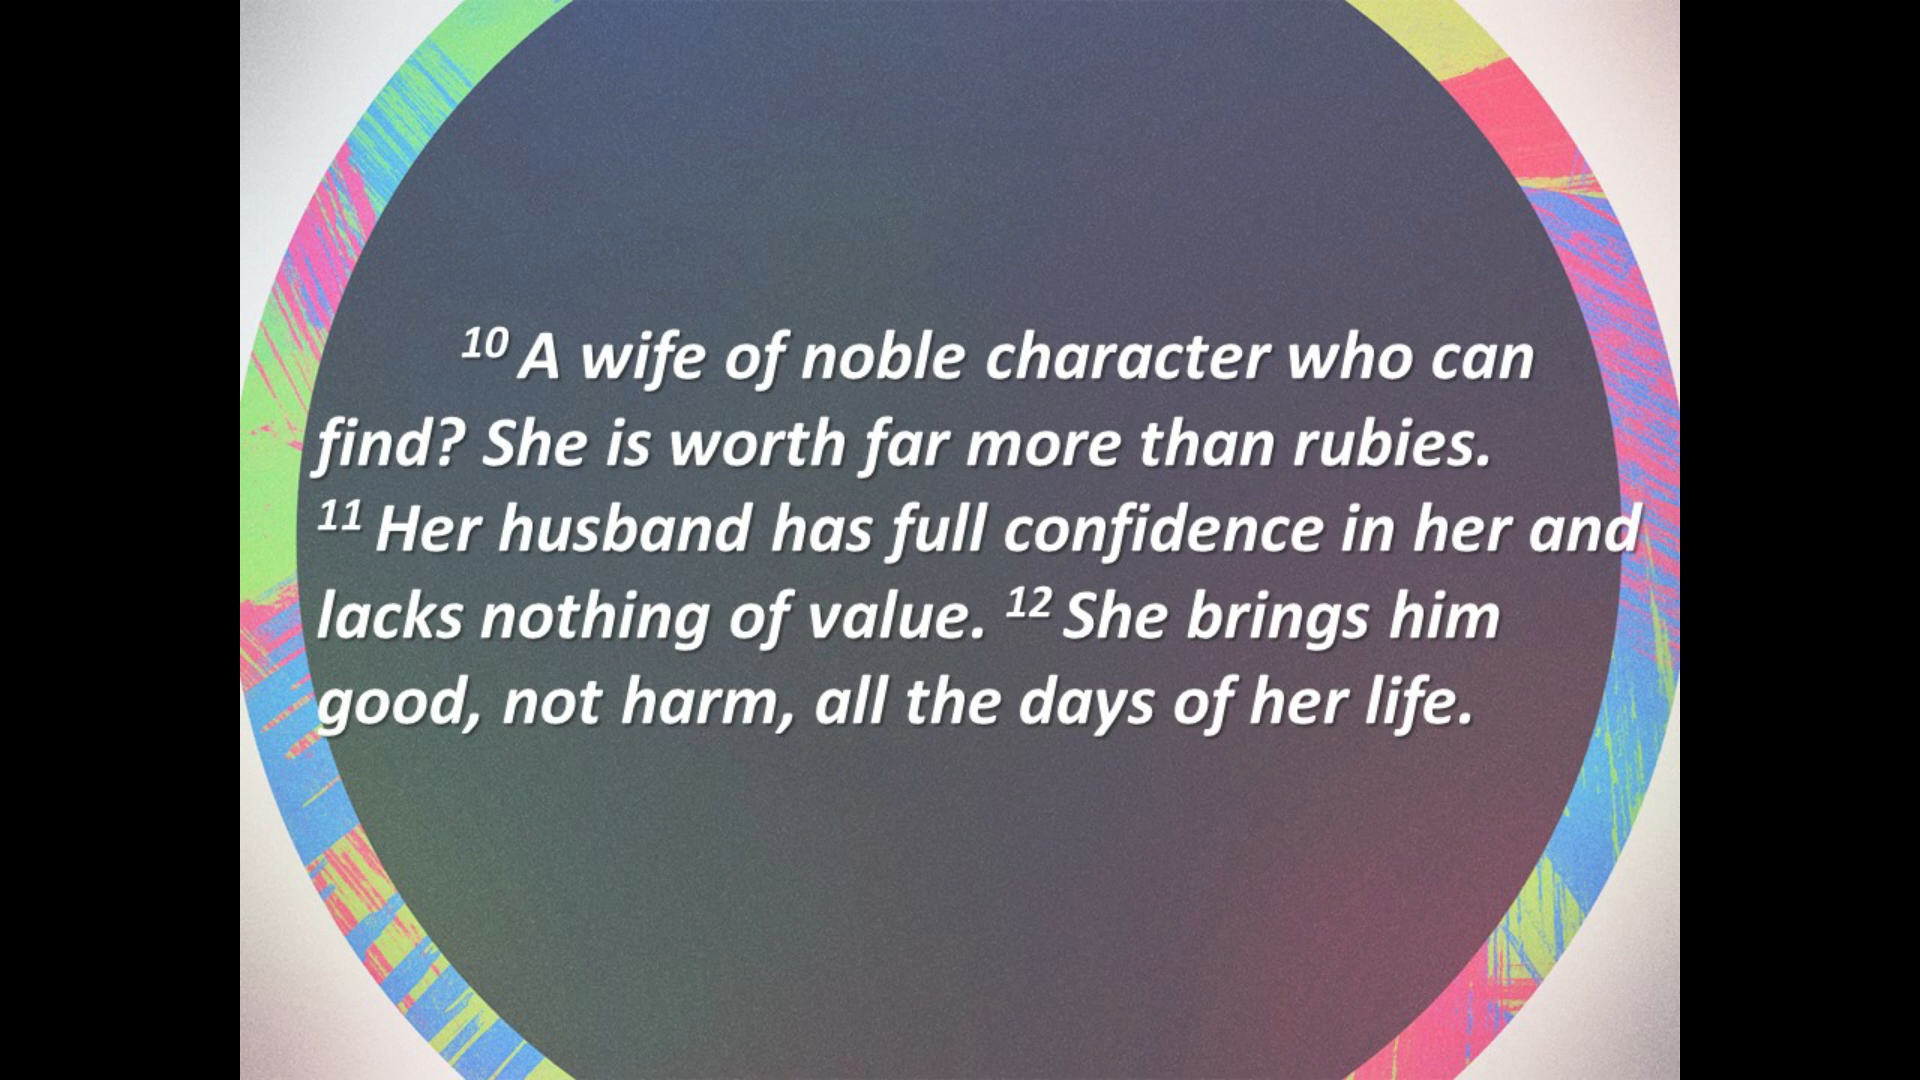 10 A wife of noble character who can
find? She is worth far more than rubies.
11 Her husband has full confidence in her and
lacks nothing of value. 12 She brings him
good, not harm, all the days of her life.